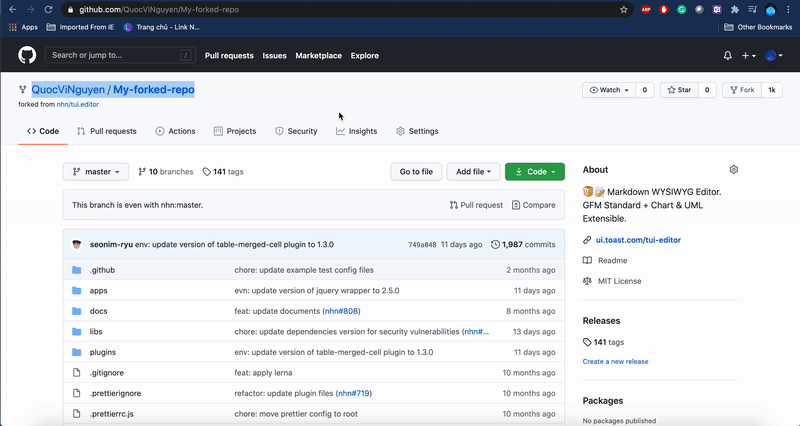 github.com/QuocViNguyen/My-forked-repo
Apps Imported From IE Trang chủ - Link N... Other Bookmarks
Search or jump to... / Pull requests Issues Marketplace Explore
QuocViNguyen / My-forked-repo Watch 0 Star 0 Fork 1k
forked from nhn/tui.editor
Code Pull requests Actions Projects Security Insights Settings
master 10 branches 141 tags Go to file Add file Code
This branch is even with nhn:master. Pull request Compare
seonim-ryu env: update version of table-merged-cell plugin to 1.3.0 749a048 11 days ago 1,987 commits
.github chore: update example test config files 2 months ago
apps evn: update version of jquery wrapper to 2.5.0 11 days ago
docs feat: update documents (nhn#808) 8 months ago
libs chore: update dependencies version for security vulnerabilities (nhn#... 13 days ago
plugins env: update version of table-merged-cell plugin to 1.3.0 11 days ago
.gitignore feat: apply lerna 10 months ago
.prettierignore refactor: update plugin files (nhn#719) 10 months ago
.prettierrc.js chore: move prettier config to root 10 months ago
About
Markdown WYSIWYG Editor.
GFM Standard + Chart & UML
Extensible.
ui.toast.com/tui-editor
Readme
MIT License
Releases
141 tags
Create a new release
Packages
No packages published